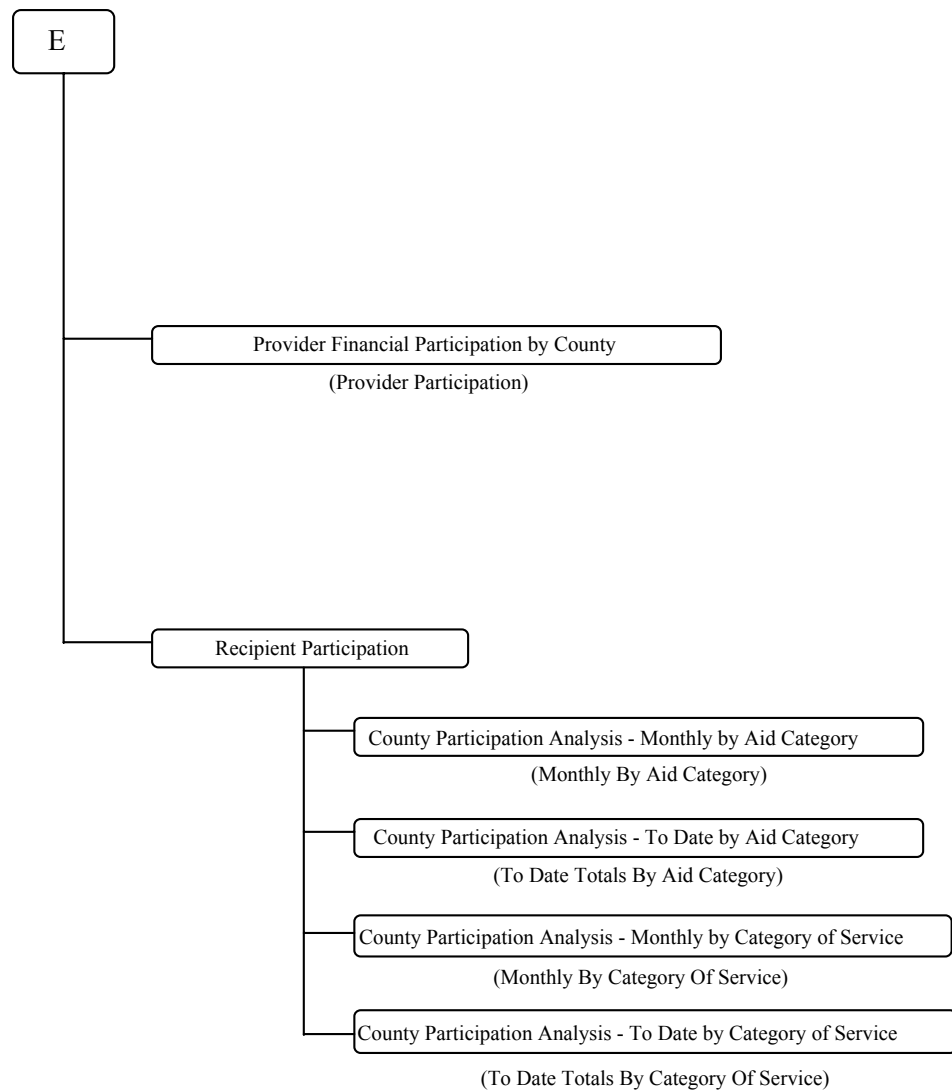 E
Provider Financial Participation by County
(Provider Participation)
Recipient Participation
County Participation Analysis - Monthly by Aid Category
(Monthly By Aid Category)
County Participation Analysis - To Date by Aid Category
(To Date Totals By Aid Category)
County Participation Analysis - Monthly by Category of Service
(Monthly By Category Of Service)
County Participation Analysis - To Date by Category of Service
(To Date Totals By Category Of Service)